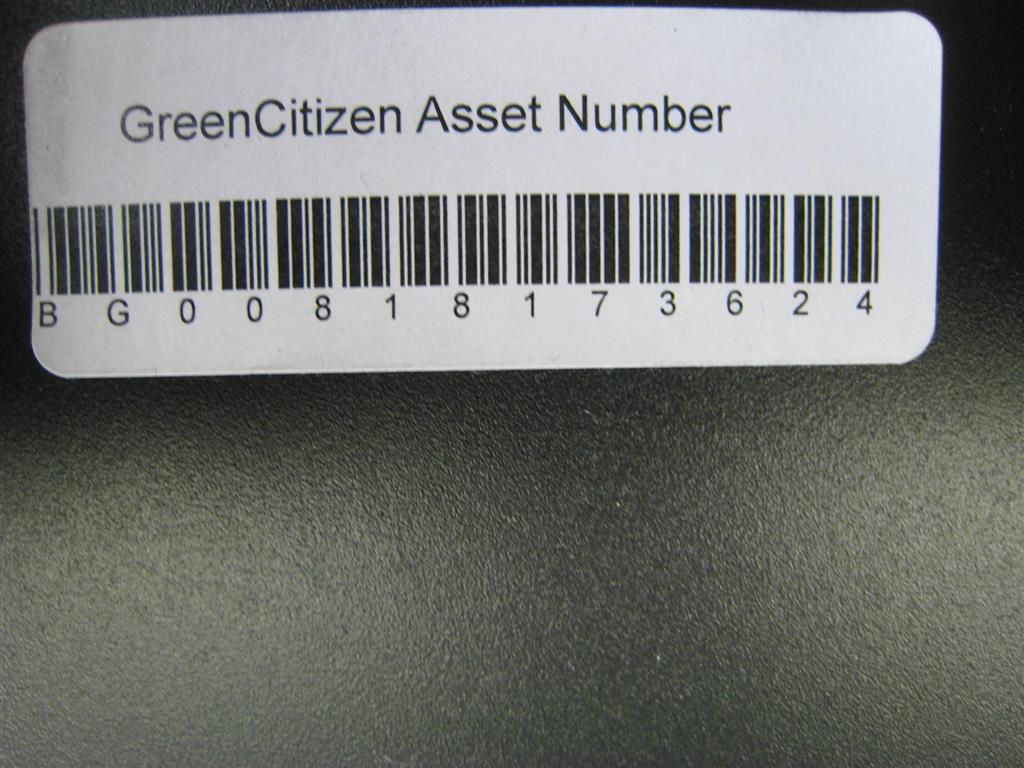 GreenCitizen Asset Number
B G 0 0 8 1 8 1 7 3 6 2 4